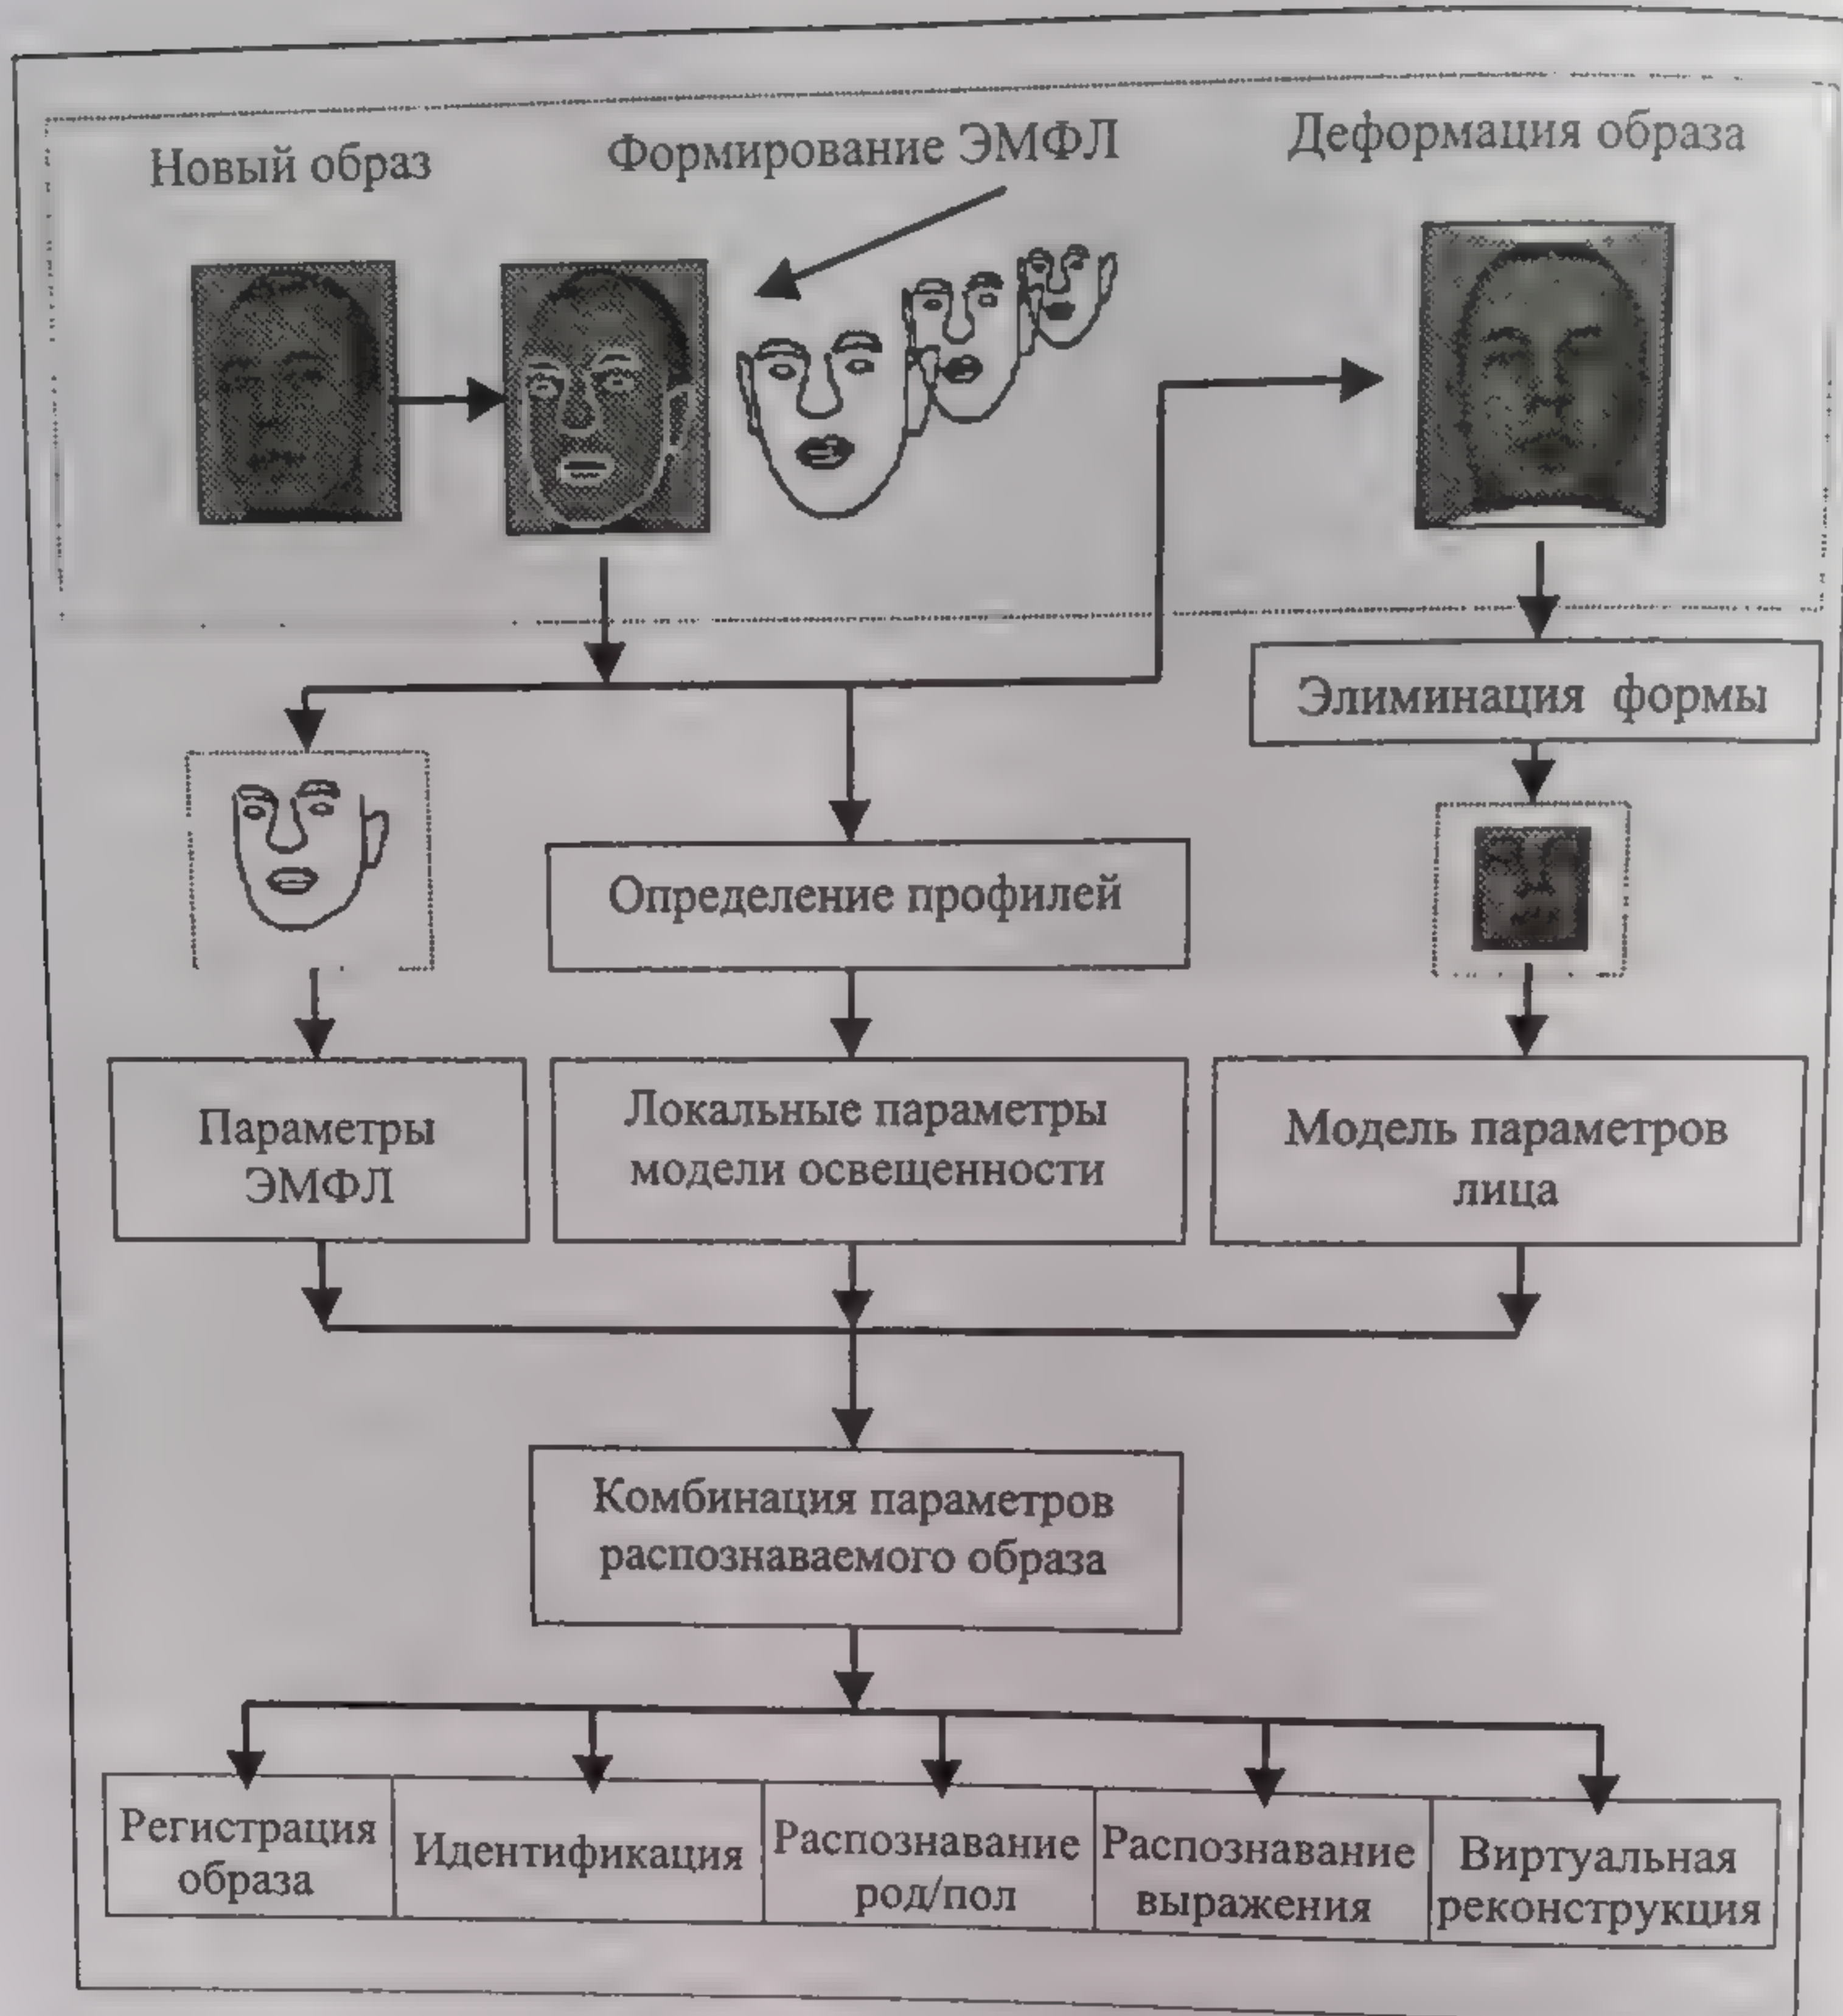 Новый образ
Формирование ЭМФЛ
Деформация образа
Элиминация формы
Определение профилей
Параметры
ЭМФЛ
Локальные параметры
модели освещенности
Модель параметров
лица
Комбинация параметров
распознаваемого образа
Регистрация
образа
Идентификация
Распознавание
род/пол
Распознавание
выражения
Виртуальная
реконструкция